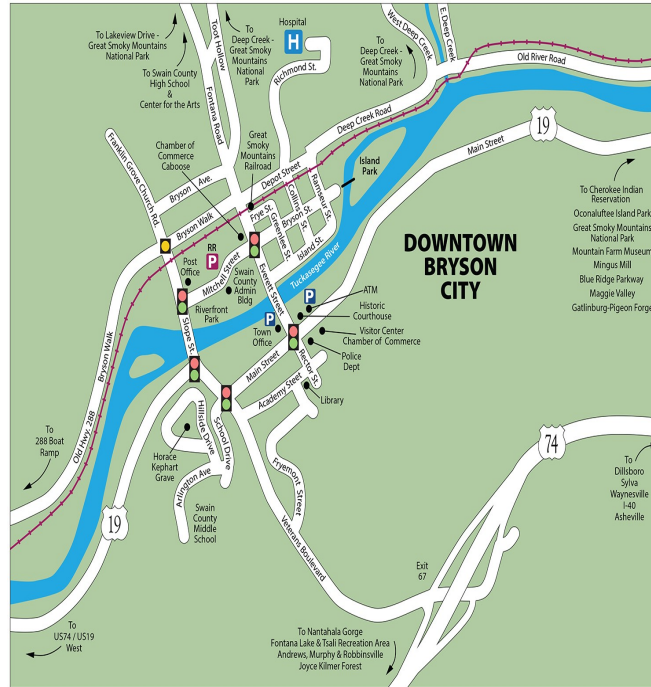 To Lakeview Drive -
Great Smoky Mountains
National Park
To Swain County
High School
&
Center for the Arts
Toot Hollow
Fontana Road
To
Deep Creek -
Great Smoky
Mountains
National
Park
Hospital
H
Richmond St.
To
Deep Creek -
Great Smoky
Mountains
National Park
West Deep Creek
E. Deep Creek
Old River Road
Deep Creek Road
19
Main Street
Franklin Grove Church Rd.
Chamber of
Commerce
Caboose
Great
Smoky
Mountains
Railroad
Island
Park
Depot Street
Bryson Ave.
Bryson Walk
Frye St.
Collins St.
Ramseur St.
Bryson St.
Greenlee St.
Island St.
Everett Street
Tuckasegee River
To Cherokee Indian
Reservation
Oconaluftee Island Park
Great Smoky Mountains
National Park
Mountain Farm Museum
Mingus Mill
Blue Ridge Parkway
Maggie Valley
Gatlinburg-Pigeon Forge
DOWNTOWN
BRYSON
CITY
RR
P
Post
Office
Mitchell Street
Swain
County
Admin
Bldg
Riverfront
Park
Slope St.
P
P
Town
Office
ATM
Historic
Courthouse
Visitor Center
Chamber of Commerce
Police
Dept
Main Street
Rector St.
Academy Steet
Library
Bryson Walk
Old Hwy. 288
To
288 Boat
Ramp
Horace
Kephart
Grave
Hillside Drive
School Drive
Arlington Ave
Swain
County
Middle
School
Fryemont Street
Veterans Boulevard
19
74
To
Dillsboro
Sylva
Waynesville
I-40
Asheville
Exit
67
To
US74 / US19
West
To Nantahala Gorge
Fontana Lake & Tsali Recreation Area
Andrews, Murphy & Robbinsville
Joyce Kilmer Forest